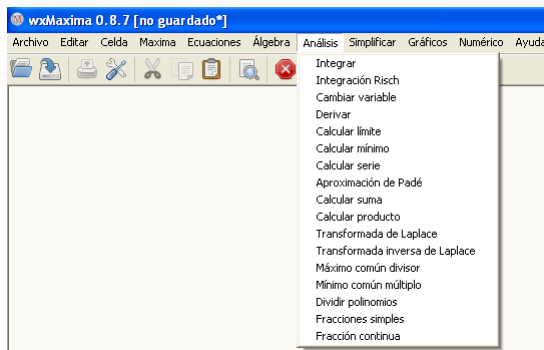 wxMaxima 0.8.7 [no guardado*]
Archivo Editar Celda Maxima Ecuaciones Álgebra Análisis Simplificar Gráficos Numérico Ayuda
Integrar
Integración Risch
Cambiar variable
Derivar
Calcular límite
Calcular mínimo
Calcular serie
Aproximación de Padé
Calcular suma
Calcular producto
Transformada de Laplace
Transformada inversa de Laplace
Máximo común divisor
Mínimo común múltiplo
Dividir polinomios
Fracciones simples
Fracción continua